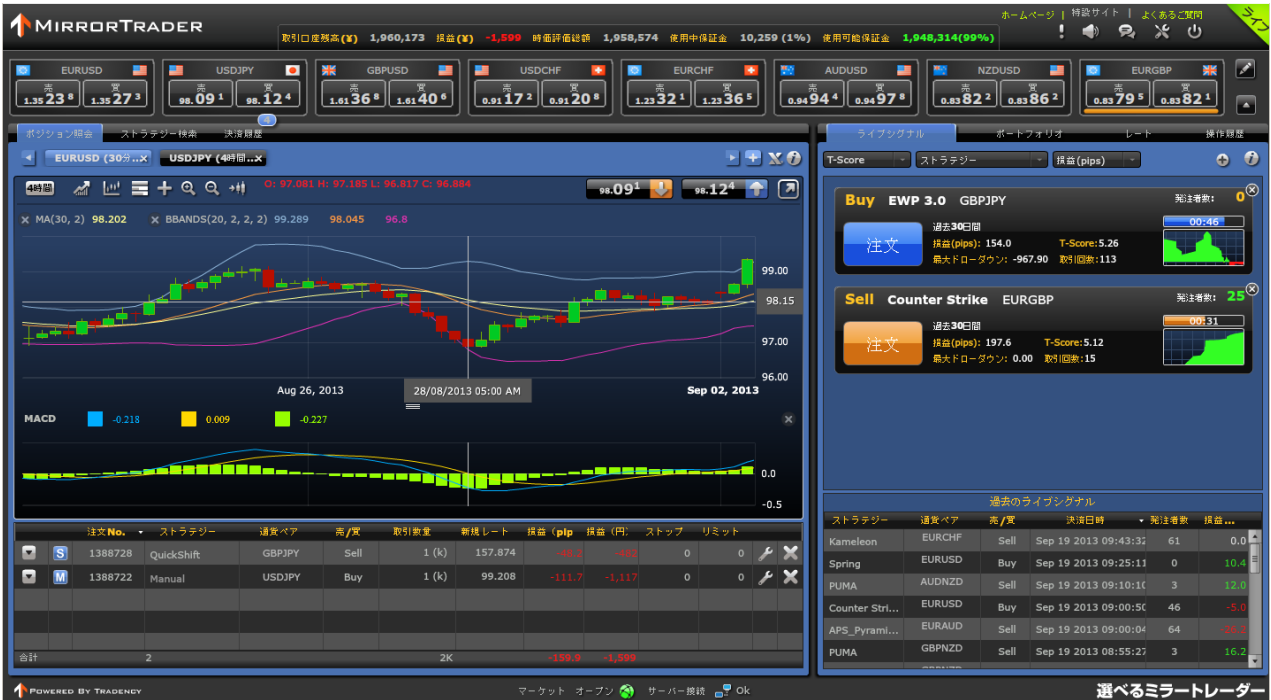 MIRRORTRADER
ホームページ | 特設サイト | よくあるご質問
ライブ
取引口座残高(¥) 1,960,173 損益(¥) -1,599 時価評価総額 1,958,574 使用中保証金 10,259 (1%) 使用可能保証金 1,948,314(99%)
EURUSD USDJPY GBPUSD USDCHF EURCHF AUDUSD NZDUSD EURGBP
売 買 売 買 売 買 売 買 売 買 売 買 売 買 売 買
1.35 23 8 1.35 27 3 98. 09 1 98. 12 4 1.61 36 8 1.61 40 6 0.91 17 2 0.91 20 8 1.23 32 1 1.23 36 5 0.94 94 4 0.94 97 8 0.83 82 2 0.83 86 2 0.83 79 5 0.83 82 1
4
ポジション照会 ストラテジー検索 決済履歴
EURUSD (30分...x USDJPY (4時間...x
4時間 O: 97.081 H: 97.185 L: 96.817 C: 96.884 98.09 1 98.12 4
MA(30, 2) 98.202 BBANDS(20, 2, 2, 2) 99.289 98.045 96.8
99.00
98.15
97.00
96.00
Aug 26, 2013 28/08/2013 05:00 AM Sep 02, 2013
MACD -0.218 0.009 -0.227
0.0
-0.5
注文No. ストラテジー 通貨ペア 売/買 取引数量 新規レート 損益 (pip 損益 (円) ストップ リミット
S 1388728 QuickShift GBPJPY Sell 1 (k) 157.874 0 0
M 1388722 Manual USDJPY Buy 1 (k) 99.208 -111.7 -1,117 0 0
合計 2 2K -159.9 -1,599
ライブシグナル ポートフォリオ レート 操作履歴
T-Score ストラテジー 損益(pips)
Buy EWP 3.0 GBPJPY 発注者数: 0
注文
過去30日間
損益(pips): 154.0 T-Score:5.26
最大ドローダウン: -967.90 取引回数:113
00:46
Sell Counter Strike EURGBP 発注者数: 25
注文
過去30日間
損益(pips): 197.6 T-Score:5.12
最大ドローダウン: 0.00 取引回数:15
00:31
過去のライブシグナル
ストラテジー 通貨ペア 売/買 決済日時 発注者数 損益...
Kameleon EURCHF Sell Sep 19 2013 09:43:32 61 0.0
Spring EURUSD Buy Sep 19 2013 09:25:11 0 10.4
PUMA AUDNZD Sell Sep 19 2013 09:10:10 3 12.0
Counter Stri... EURUSD Buy Sep 19 2013 09:00:50 46 -5.0
APS_Pyrami... EURAUD Sell Sep 19 2013 09:00:04 64
PUMA GBPNZD Sell Sep 19 2013 08:55:27 3 16.2
POWERED BY TRADENCY
マーケット オープン サーバー接続 Ok
選べるミラートレーダー